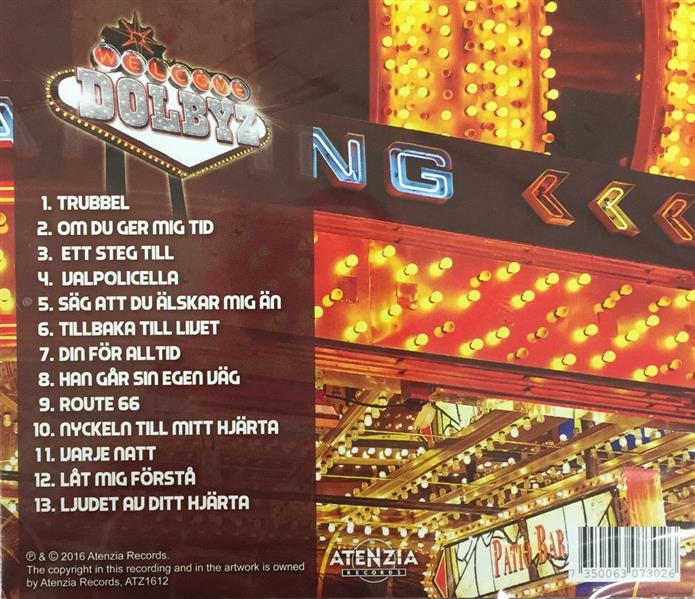 WELCOME
DOLBYZ
NG
1. TRUBBEL
2. OM DU GER MIG TID
3. ETT STEG TILL
4. VALPOLICELLA
5. SÄG ATT DU ÄLSKAR MIG ÄN
6. TILLBAKA TILL LIVET
7. DIN FÖR ALLTID
8. HAN GÅR SIN EGEN VÄG
9. ROUTE 66
10. NYCKELN TILL MITT HJÄRTA
11. VARJE NATT
12. LÅT MIG FÖRSTÅ
13. LJUDET AV DITT HJÄRTA
PATIO BAR
℗ & © 2016 Atenzia Records.
The copyright in this recording and in the artwork is owned
by Atenzia Records, ATZ1612
ATENZIA
RECORDS
7 350063 073026